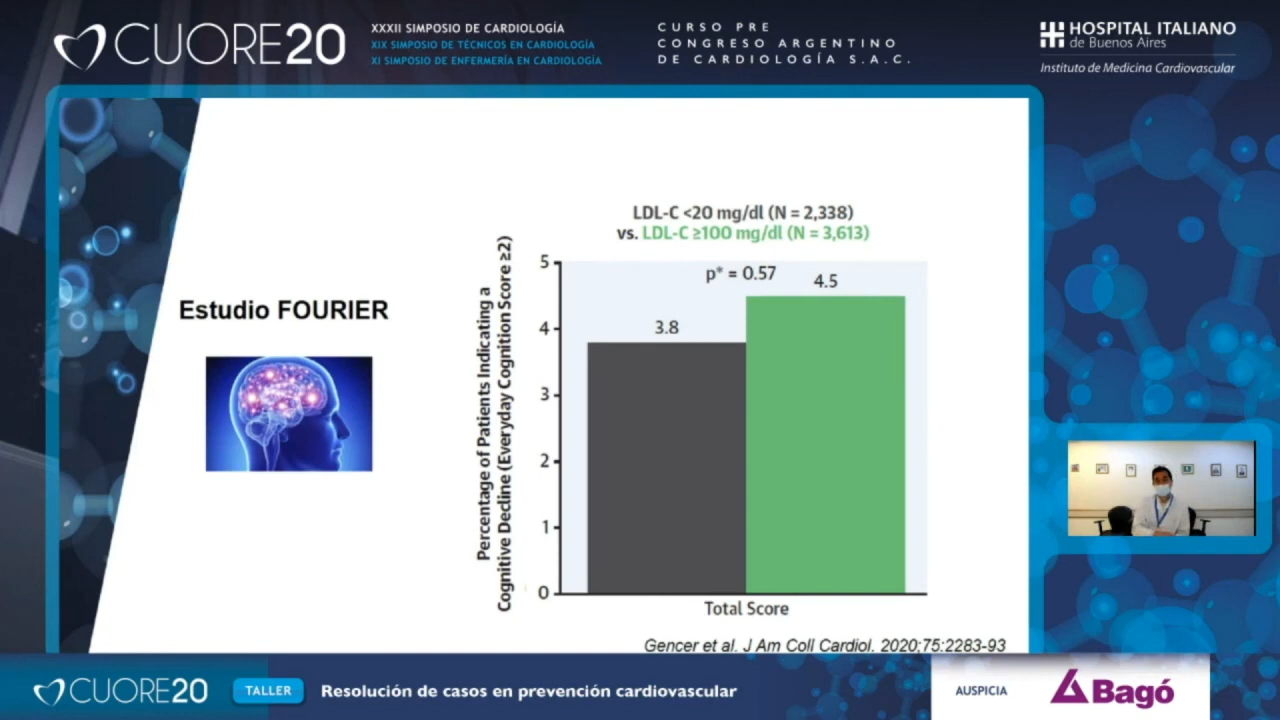 CUORE20
XXXII SIMPOSIO DE CARDIOLOGÍA
XIX SIMPOSIO DE TÉCNICOS EN CARDIOLOGÍA
XI SIMPOSIO DE ENFERMERÍA EN CARDIOLOGÍA
CURSO PRE
CONGRESO ARGENTINO
DE CARDIOLOGÍA S.A.C.
HOSPITAL ITALIANO
de Buenos Aires
Instituto de Medicina Cardiovascular
Estudio FOURIER
LDL-C <20 mg/dl (N = 2,338)
vs. LDL-C ≥100 mg/dl (N = 3,613)
Percentage of Patients Indicating a
Cognitive Decline (Everyday Cognition Score ≥2)
5
4
3
2
1
0
p* = 0.57
3.8
4.5
Total Score
Gencer et al. J Am Coll Cardiol. 2020;75:2283-93
CUORE20
TALLER
Resolución de casos en prevención cardiovascular
AUSPICIA
Bagó